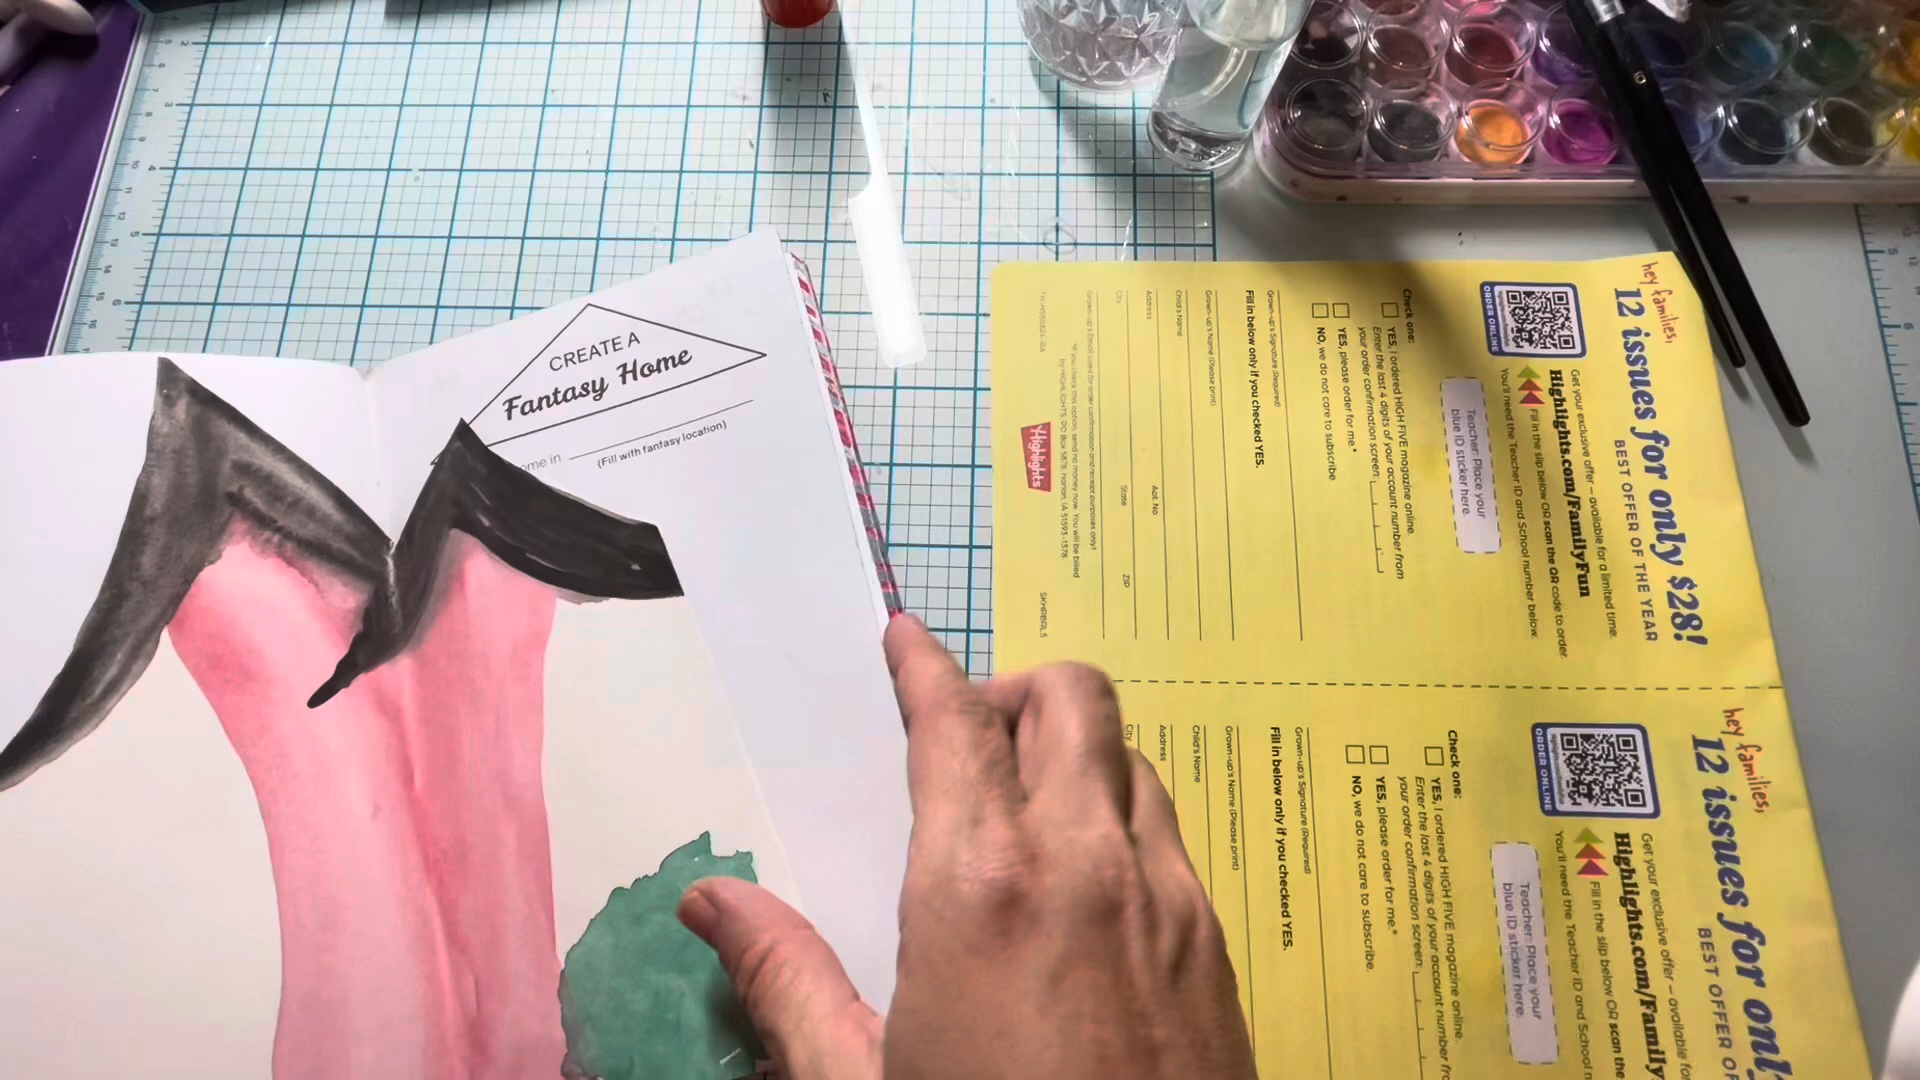 CREATE A
Fantasy Home
ome in
(Fill with fantasy location)
hey families,
12 issues for only $28!
BEST OFFER OF THE YEAR
ORDER ONLINE
Get your exclusive offer – available for a limited time.
Highlights.com/FamilyFun
Fill in the slip below OR scan the QR code to order.
You'll need the Teacher ID and School number below.
Teacher: Place your
blue ID sticker here.
Check one:
YES, I ordered HIGH FIVE magazine online.
Enter the last 4 digits of your account number from
your order confirmation screen:
YES, please order for me.*
NO, we do not care to subscribe
Fill in below only if you checked YES.
Grown-up's Signature (Required)
Grown-up's Name (Please print)
Child's Name
Address
Apt. No.
City
State
ZIP
Highlights
hey families,
12 issues for onl
BEST OFFER O
ORDER ONLINE
Get your exclusive offer – available fo
Highlights.com/Family
Fill in the slip below OR scan the
You'll need the Teacher ID and School n
Teacher: Place your
blue ID sticker here.
Check one:
YES, I ordered HIGH FIVE magazine online.
Enter the last 4 digits of your account number fro
your order confirmation screen:
YES, please order for me.*
NO, we do not care to subscribe.
Fill in below only if you checked YES.
Grown-up's Signature (Required)
Grown-up's Name (Please print)
Child's Name
Address
City